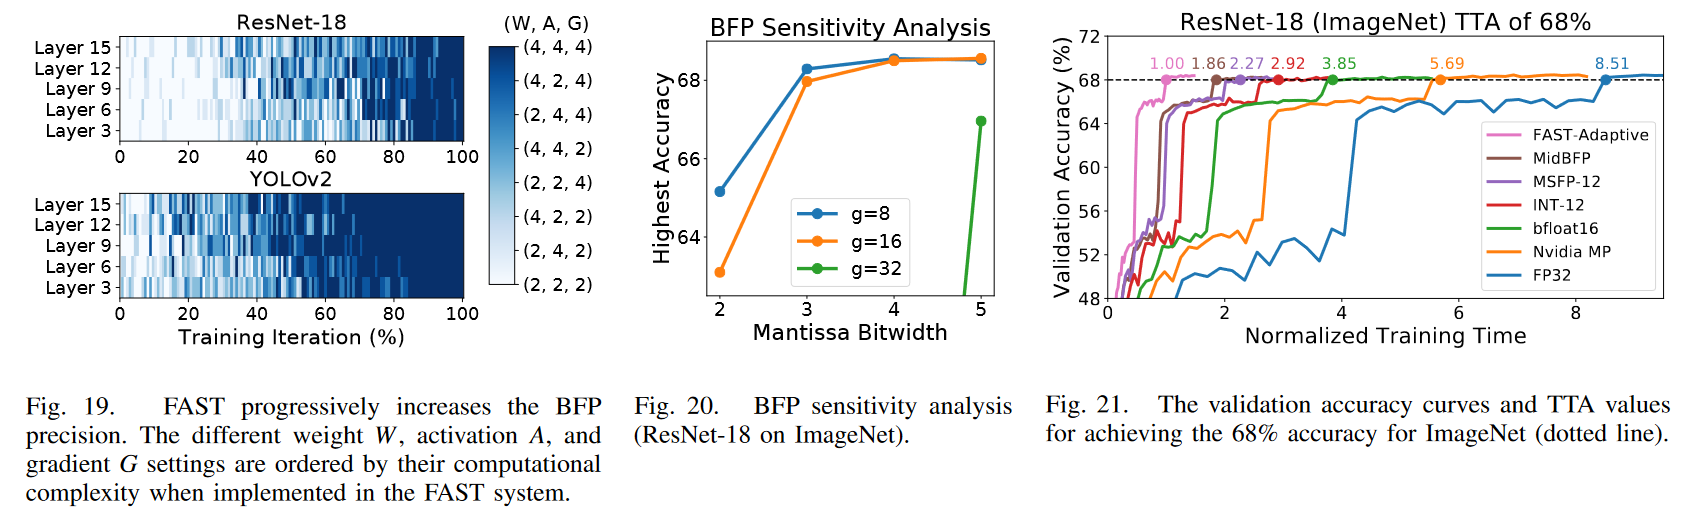 ResNet-18
Layer 15
Layer 12
Layer 9
Layer 6
Layer 3
0 20 40 60 80 100
YOLOv2
Layer 15
Layer 12
Layer 9
Layer 6
Layer 3
0 20 40 60 80 100
Training Iteration (%)
(W, A, G)
(4, 4, 4)
(4, 2, 4)
(4, 4, 2)
(2, 4, 4)
(4, 4, 2)
(2, 2, 4)
(4, 2, 2)
(2, 4, 2)
(2, 2, 2)
Fig. 19. FAST progressively increases the BFP
precision. The different weight W, activation A, and
gradient G settings are ordered by their computational
complexity when implemented in the FAST system.
BFP Sensitivity Analysis
Highest Accuracy
68
66
64
g=8
g=16
g=32
2 3 4 5
Mantissa Bitwidth
Fig. 20. BFP sensitivity analysis
(ResNet-18 on ImageNet).
ResNet-18 (ImageNet) TTA of 68%
Validation Accuracy (%)
72
68
64
60
56
52
48
1.00 1.86 2.27 2.92 3.85 5.69 8.51
FAST-Adaptive
MidBFP
MSFP-12
INT-12
bfloat16
Nvidia MP
FP32
0 2 4 6 8
Normalized Training Time
Fig. 21. The validation accuracy curves and TTA values
for achieving the 68% accuracy for ImageNet (dotted line).